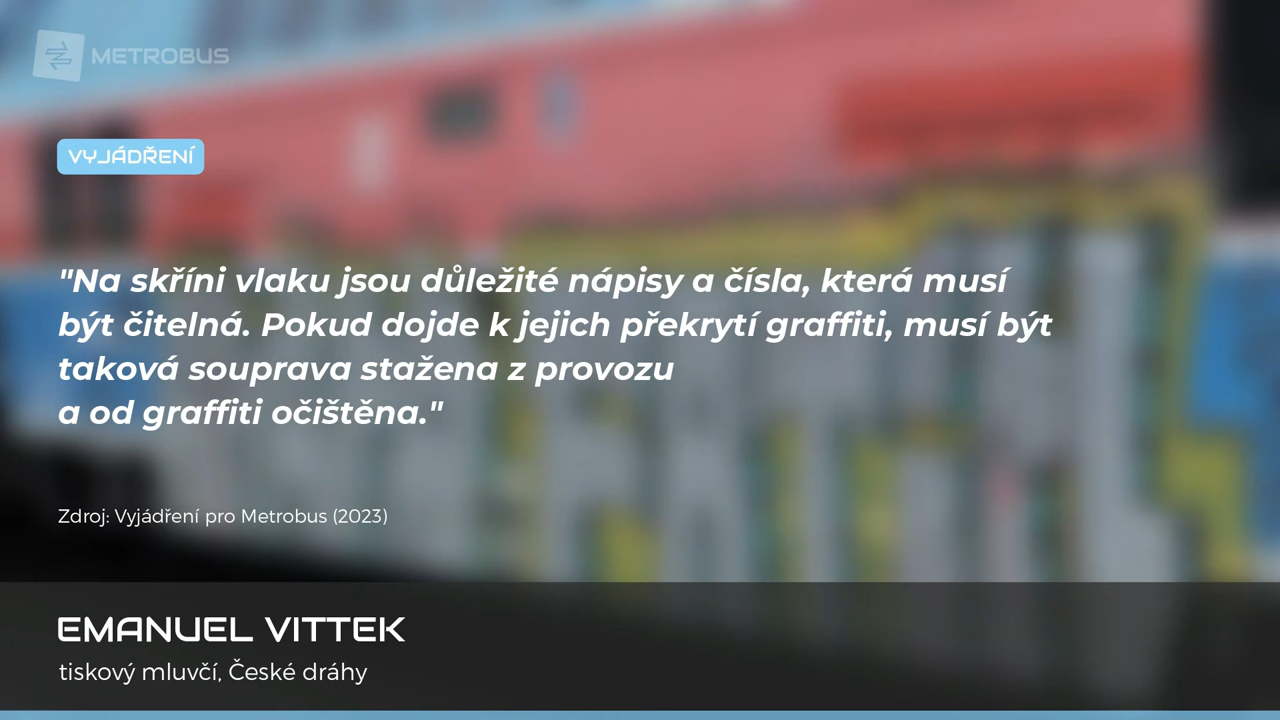 METROBUS
VYJÁDŘENÍ
"Na skříni vlaku jsou důležité nápisy a čísla, která musí
být čitelná. Pokud dojde k jejich překrytí graffiti, musí být
taková souprava stažena z provozu
a od graffiti očištěna."
Zdroj: Vyjádření pro Metrobus (2023)
EMANUEL VITTEK
tiskový mluvčí, České dráhy